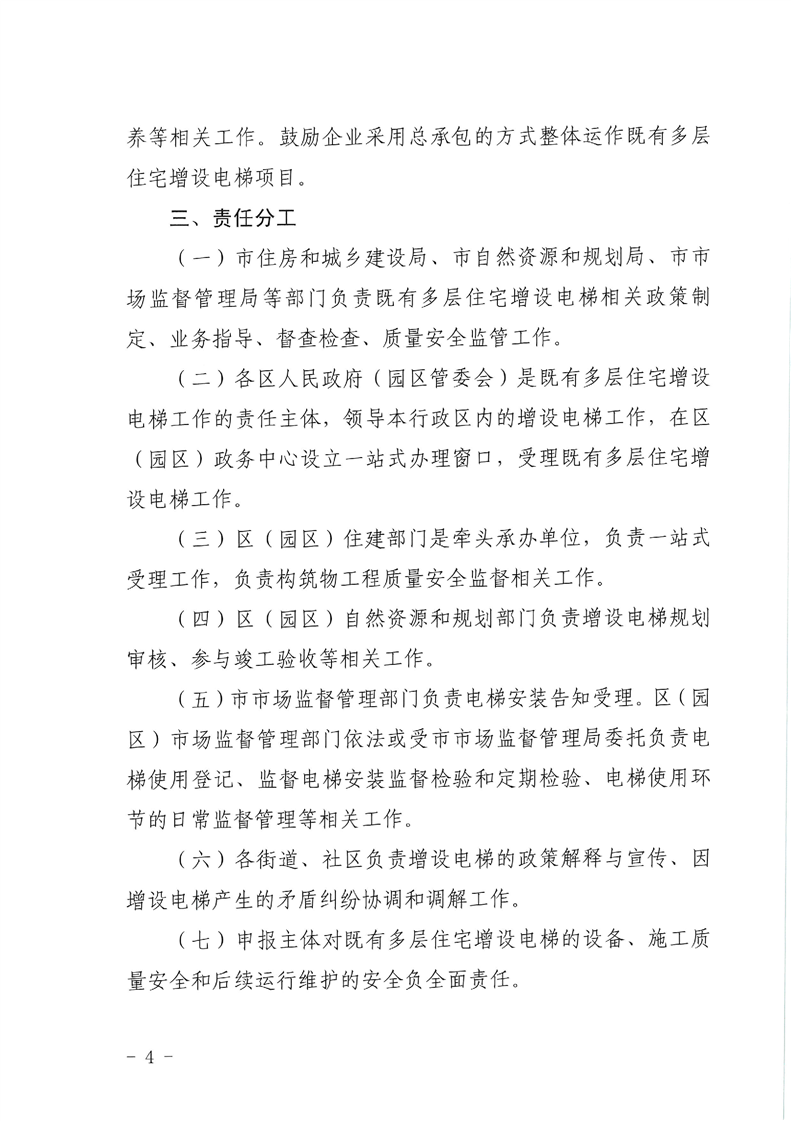 养等相关工作。鼓励企业采用总承包的方式整体运作既有多层
住宅增设电梯项目。
三、责任分工
（一）市住房和城乡建设局、市自然资源和规划局、市市
场监督管理局等部门负责既有多层住宅增设电梯相关政策制
定、业务指导、督查检查、质量安全监管工作。
（二）各区人民政府（园区管委会）是既有多层住宅增设
电梯工作的责任主体，领导本行政区内的增设电梯工作，在区
（园区）政务中心设立一站式办理窗口，受理既有多层住宅增
设电梯工作。
（三）区（园区）住建部门是牵头承办单位，负责一站式
受理工作，负责构筑物工程质量安全监督相关工作。
（四）区（园区）自然资源和规划部门负责增设电梯规划
审核、参与竣工验收等相关工作。
（五）市市场监督管理部门负责电梯安装告知受理。区（园
区）市场监督管理部门依法或受市市场监督管理局委托负责电
梯使用登记、监督电梯安装监督检验和定期检验、电梯使用环
节的日常监督管理等相关工作。
（六）各街道、社区负责增设电梯的政策解释与宣传、因
增设电梯产生的矛盾纠纷协调和调解工作。
（七）申报主体对既有多层住宅增设电梯的设备、施工质
量安全和后续运行维护的安全负全面责任。
- 4 -